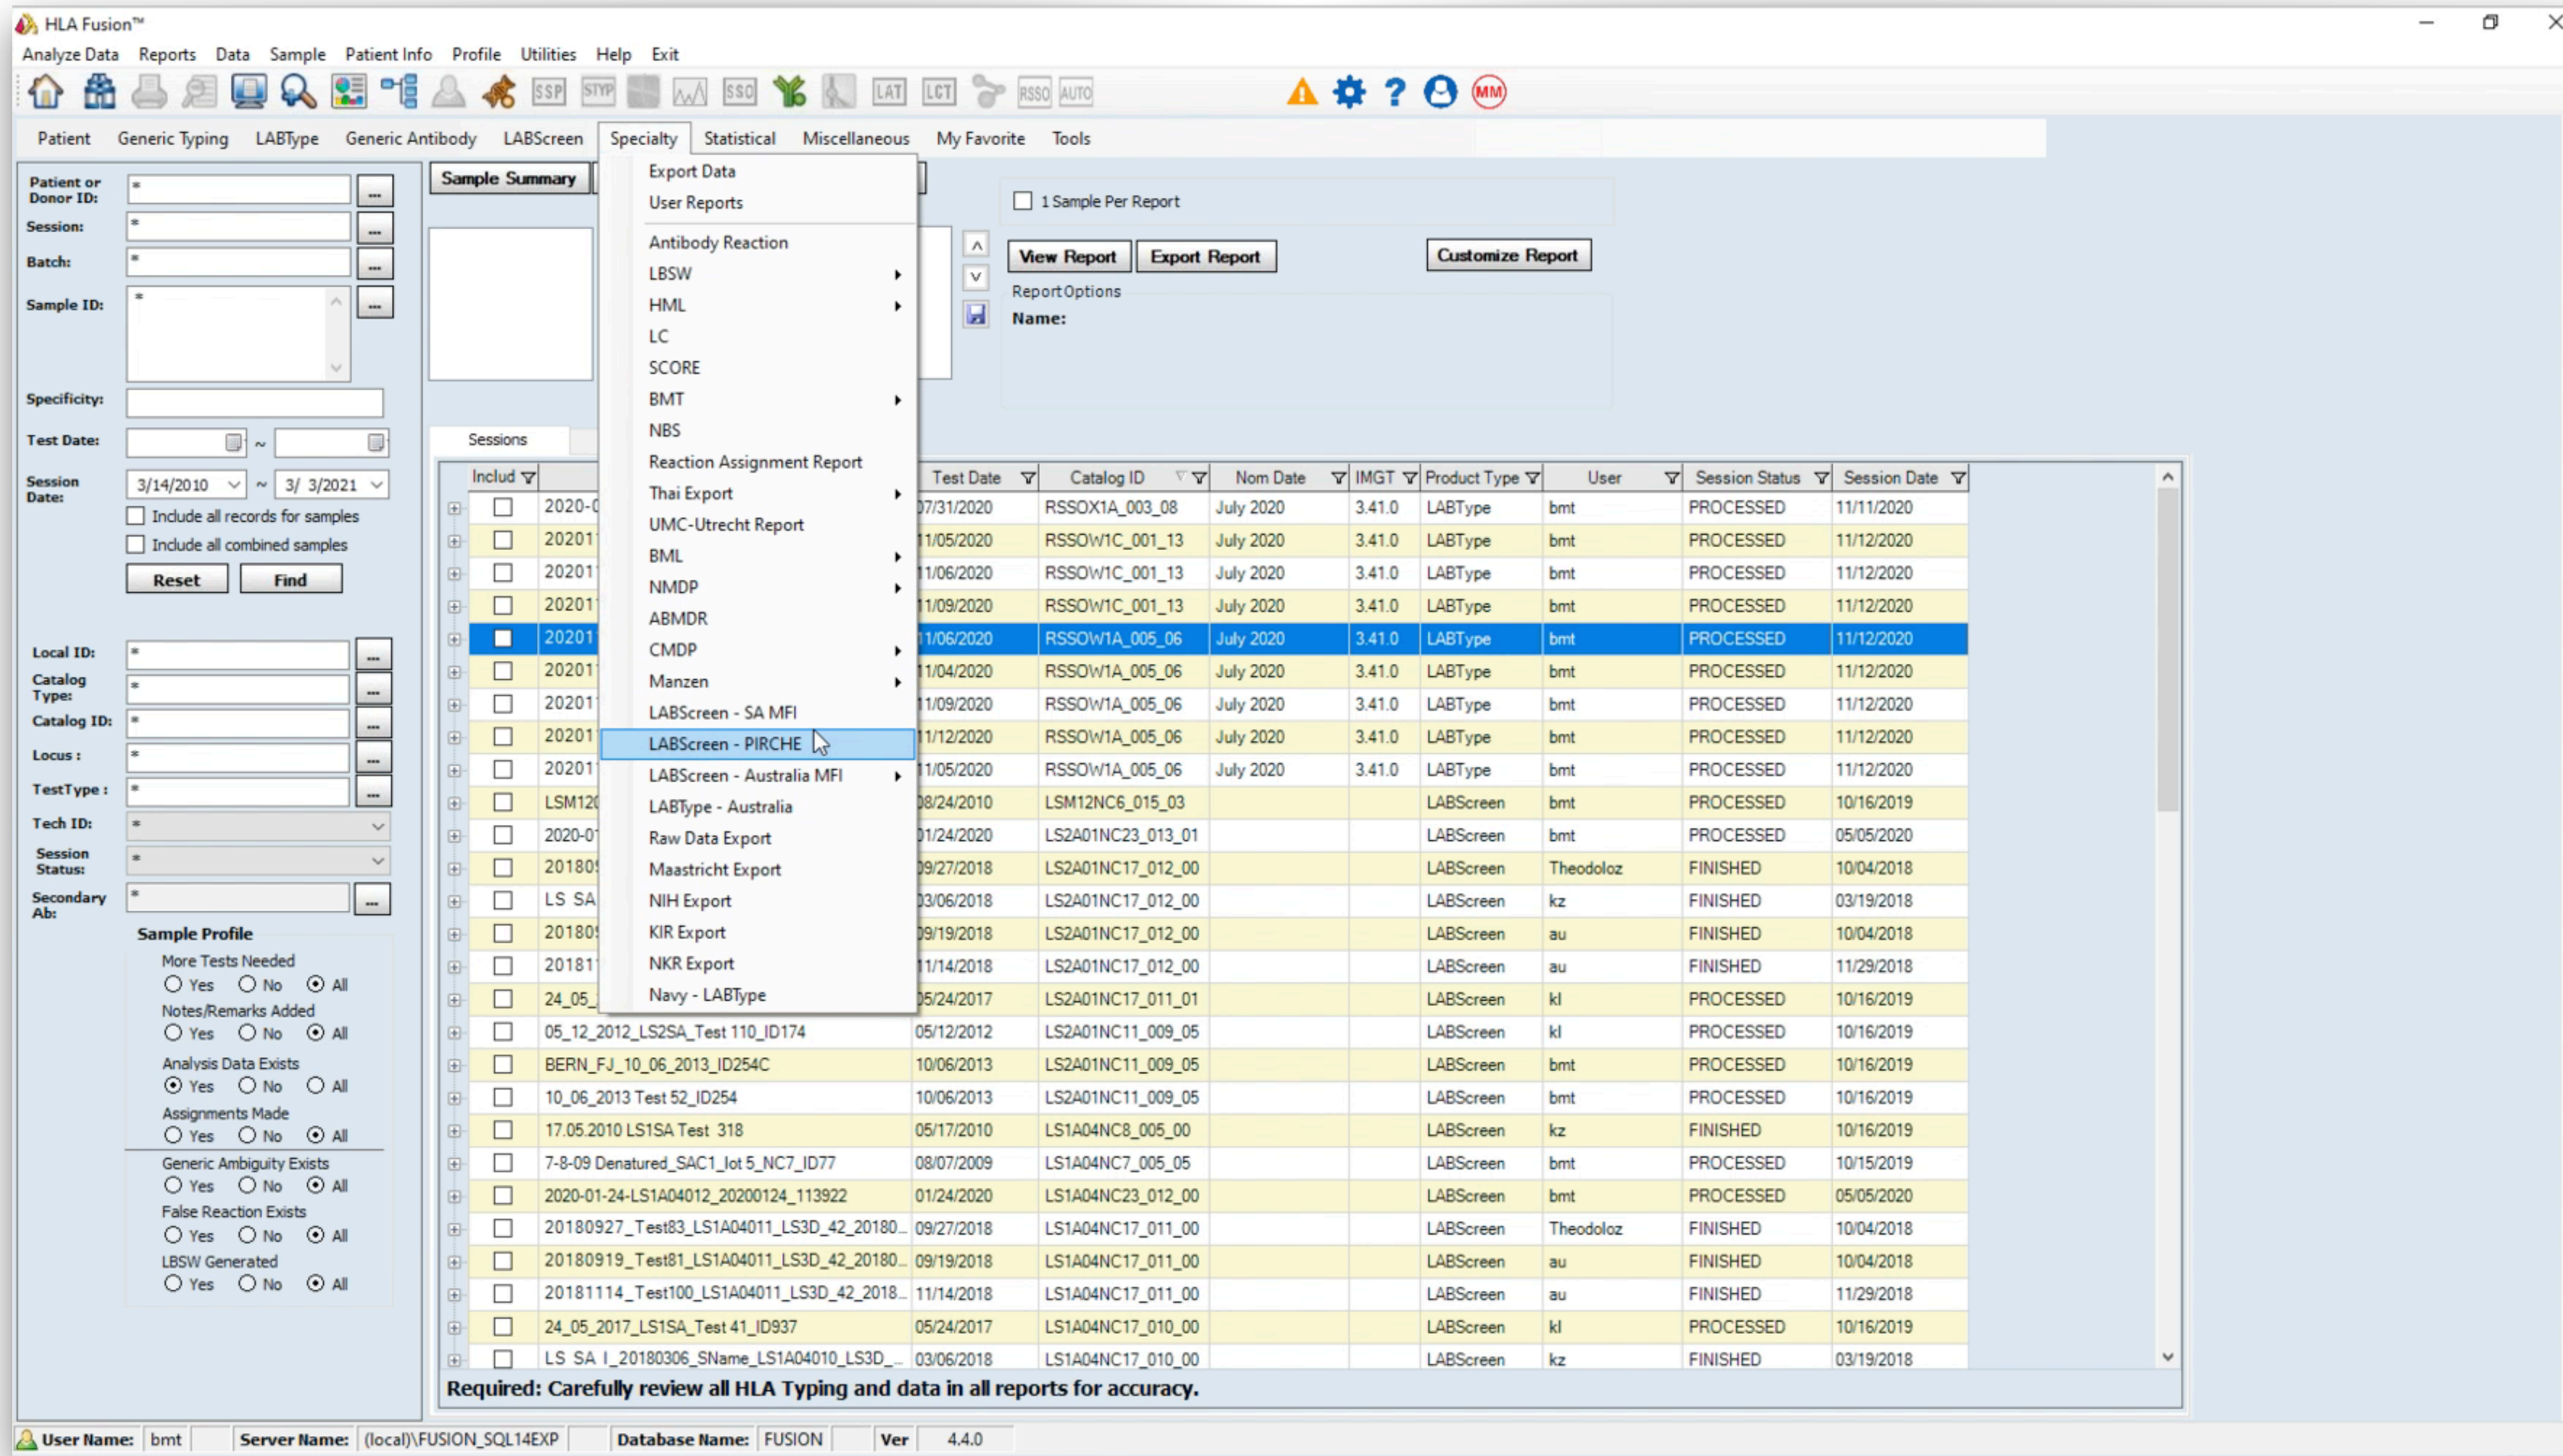 HLA Fusion™
Analyze Data Reports Data Sample Patient Info Profile Utilities Help Exit
SSP STYP SSO LAT LCT RSSO AUTO ? MM
Patient Generic Typing LABType Generic Antibody LABScreen Specialty Statistical Miscellaneous My Favorite Tools
Patient or Donor ID: * ...
Session: * ...
Batch: * ...
Sample ID: * ...
Specificity:
Test Date: ~
Session Date: 3/14/2010 ~ 3/ 3/2021
Include all records for samples
Include all combined samples
Reset Find
Local ID: * ...
Catalog Type: * ...
Catalog ID: * ...
Locus : * ...
TestType : * ...
Tech ID: *
Session Status: *
Secondary Ab: * ...
Sample Profile
More Tests Needed
Yes No All
Notes/Remarks Added
Yes No All
Analysis Data Exists
Yes No All
Assignments Made
Yes No All
Generic Ambiguity Exists
Yes No All
False Reaction Exists
Yes No All
LBSW Generated
Yes No All
Sample Summary
Export Data
User Reports
Antibody Reaction
LBSW
HML
LC
SCORE
BMT
NBS
Reaction Assignment Report
Thai Export
UMC-Utrecht Report
BML
NMDP
ABMDR
CMDP
Manzen
LABScreen - SA MFI
LABScreen - PIRCHE
LABScreen - Australia MFI
LABType - Australia
Raw Data Export
Maastricht Export
NIH Export
KIR Export
NKR Export
Navy - LABType
1 Sample Per Report
View Report Export Report Customize Report
Report Options
Name:
Sessions
Includ Test Date Catalog ID Nom Date IMGT Product Type User Session Status Session Date
2020-0 07/31/2020 RSSOX1A_003_08 July 2020 3.41.0 LABType bmt PROCESSED 11/11/2020
20201 11/05/2020 RSSOW1C_001_13 July 2020 3.41.0 LABType bmt PROCESSED 11/12/2020
20201 11/06/2020 RSSOW1C_001_13 July 2020 3.41.0 LABType bmt PROCESSED 11/12/2020
20201 11/09/2020 RSSOW1C_001_13 July 2020 3.41.0 LABType bmt PROCESSED 11/12/2020
20201 11/06/2020 RSSOW1A_005_06 July 2020 3.41.0 LABType bmt PROCESSED 11/12/2020
20201 11/04/2020 RSSOW1A_005_06 July 2020 3.41.0 LABType bmt PROCESSED 11/12/2020
20201 11/09/2020 RSSOW1A_005_06 July 2020 3.41.0 LABType bmt PROCESSED 11/12/2020
20201 11/12/2020 RSSOW1A_005_06 July 2020 3.41.0 LABType bmt PROCESSED 11/12/2020
20201 11/05/2020 RSSOW1A_005_06 July 2020 3.41.0 LABType bmt PROCESSED 11/12/2020
LSM120 08/24/2010 LSM12NC6_015_03 LABScreen bmt PROCESSED 10/16/2019
2020-01 01/24/2020 LS2A01NC23_013_01 LABScreen bmt PROCESSED 05/05/2020
201809 09/27/2018 LS2A01NC17_012_00 LABScreen Theodoloz FINISHED 10/04/2018
LS SA 03/06/2018 LS2A01NC17_012_00 LABScreen kz FINISHED 03/19/2018
201809 09/19/2018 LS2A01NC17_012_00 LABScreen au FINISHED 10/04/2018
201811 11/14/2018 LS2A01NC17_012_00 LABScreen au FINISHED 11/29/2018
24_05_ 05/24/2017 LS2A01NC17_011_01 LABScreen kl PROCESSED 10/16/2019
05_12_2012_LS2SA_Test 110_ID174 05/12/2012 LS2A01NC11_009_05 LABScreen kl PROCESSED 10/16/2019
BERN_FJ_10_06_2013_ID254C 10/06/2013 LS2A01NC11_009_05 LABScreen bmt PROCESSED 10/16/2019
10_06_2013 Test 52_ID254 10/06/2013 LS2A01NC11_009_05 LABScreen bmt PROCESSED 10/16/2019
17.05.2010 LS1SA Test 318 05/17/2010 LS1A04NC8_005_00 LABScreen kz FINISHED 10/16/2019
7-8-09 Denatured_SAC1_lot 5_NC7_ID77 08/07/2009 LS1A04NC7_005_05 LABScreen bmt PROCESSED 10/15/2019
2020-01-24-LS1A04012_20200124_113922 01/24/2020 LS1A04NC23_012_00 LABScreen bmt PROCESSED 05/05/2020
20180927_Test83_LS1A04011_LS3D_42_20180... 09/27/2018 LS1A04NC17_011_00 LABScreen Theodoloz FINISHED 10/04/2018
20180919_Test81_LS1A04011_LS3D_42_20180... 09/19/2018 LS1A04NC17_011_00 LABScreen au FINISHED 10/04/2018
20181114_Test100_LS1A04011_LS3D_42_2018... 11/14/2018 LS1A04NC17_011_00 LABScreen au FINISHED 11/29/2018
24_05_2017_LS1SA_Test 41_ID937 05/24/2017 LS1A04NC17_010_00 LABScreen kl PROCESSED 10/16/2019
LS SA I_20180306_SName_LS1A04010_LS3D_... 03/06/2018 LS1A04NC17_010_00 LABScreen kz FINISHED 03/19/2018
Required: Carefully review all HLA Typing and data in all reports for accuracy.
User Name: bmt Server Name: (local)\FUSION_SQL14EXP Database Name: FUSION Ver 4.4.0